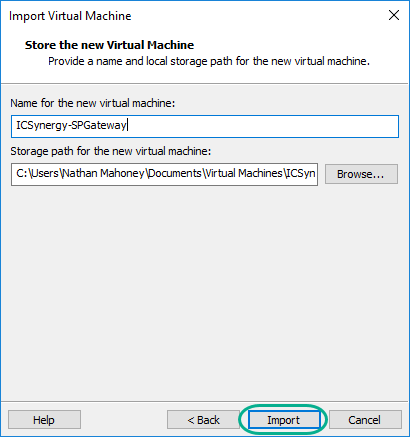 Import Virtual Machine
Store the new Virtual Machine
Provide a name and local storage path for the new virtual machine.
Name for the new virtual machine:
ICSynergy-SPGateway
Storage path for the new virtual machine:
C:\Users\Nathan Mahoney\Documents\Virtual Machines\ICSyn
Browse...
Help
< Back
Import
Cancel